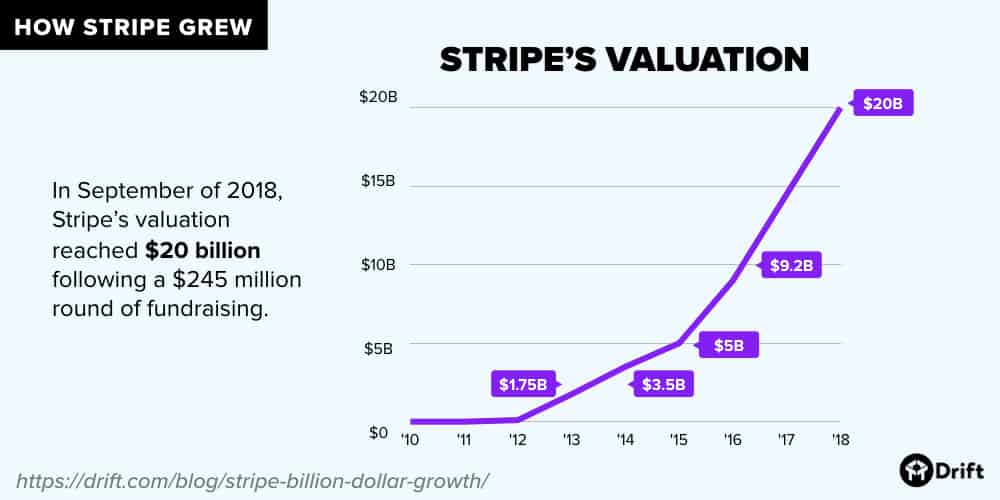 HOW STRIPE GREW
STRIPE’S VALUATION
In September of 2018,
Stripe’s valuation
reached $20 billion
following a $245 million
round of fundraising.
$20B
$15B
$10B
$5B
$0
$20B
$9.2B
$5B
$1.75B
$3.5B
'10 '11 '12 '13 '14 '15 '16 '17 '18
https://drift.com/blog/stripe-billion-dollar-growth/
Drift